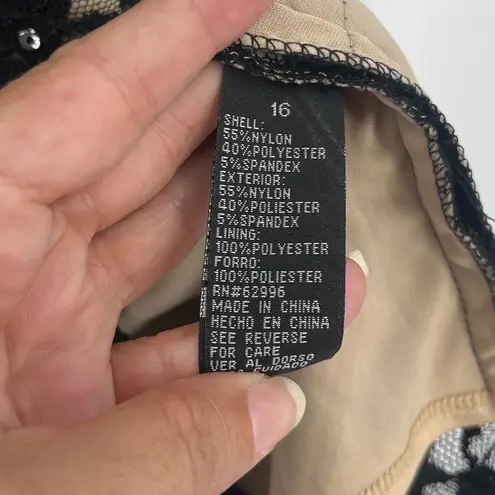 16
SHELL:
55%NYLON
40%POLYESTER
5%SPANDEX
EXTERIOR:
55%NYLON
40%POLIESTER
5%SPANDEX
LINING:
100%POLYESTER
FORRO:
100%POLIESTER
RN#62996
MADE IN CHINA
HECHO EN CHINA
SEE REVERSE
FOR CARE
VER AL DORSO
CUIDADO